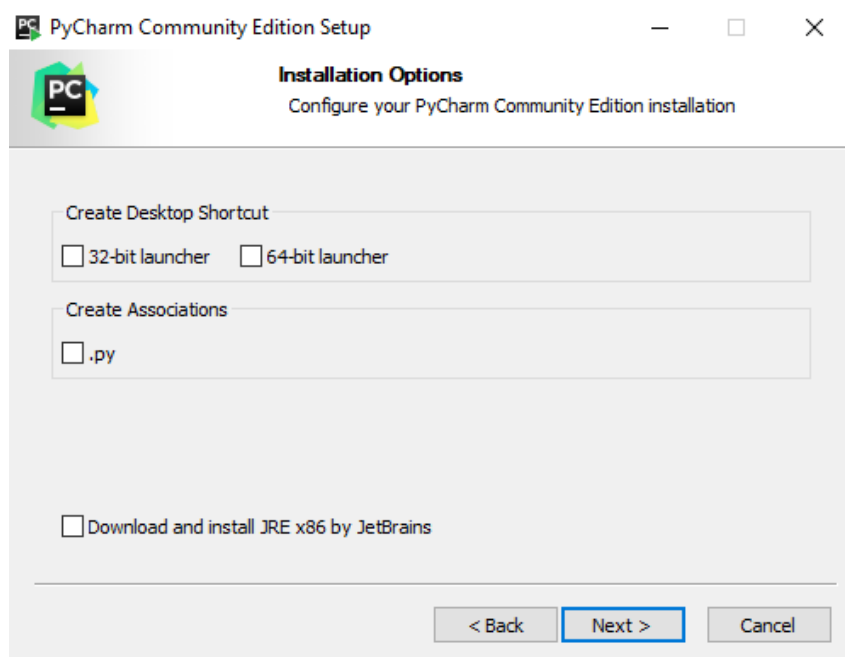 PC PyCharm Community Edition Setup
PC
Installation Options
Configure your PyCharm Community Edition installation
Create Desktop Shortcut
32-bit launcher 64-bit launcher
Create Associations
.py
Download and install JRE x86 by JetBrains
< Back Next > Cancel